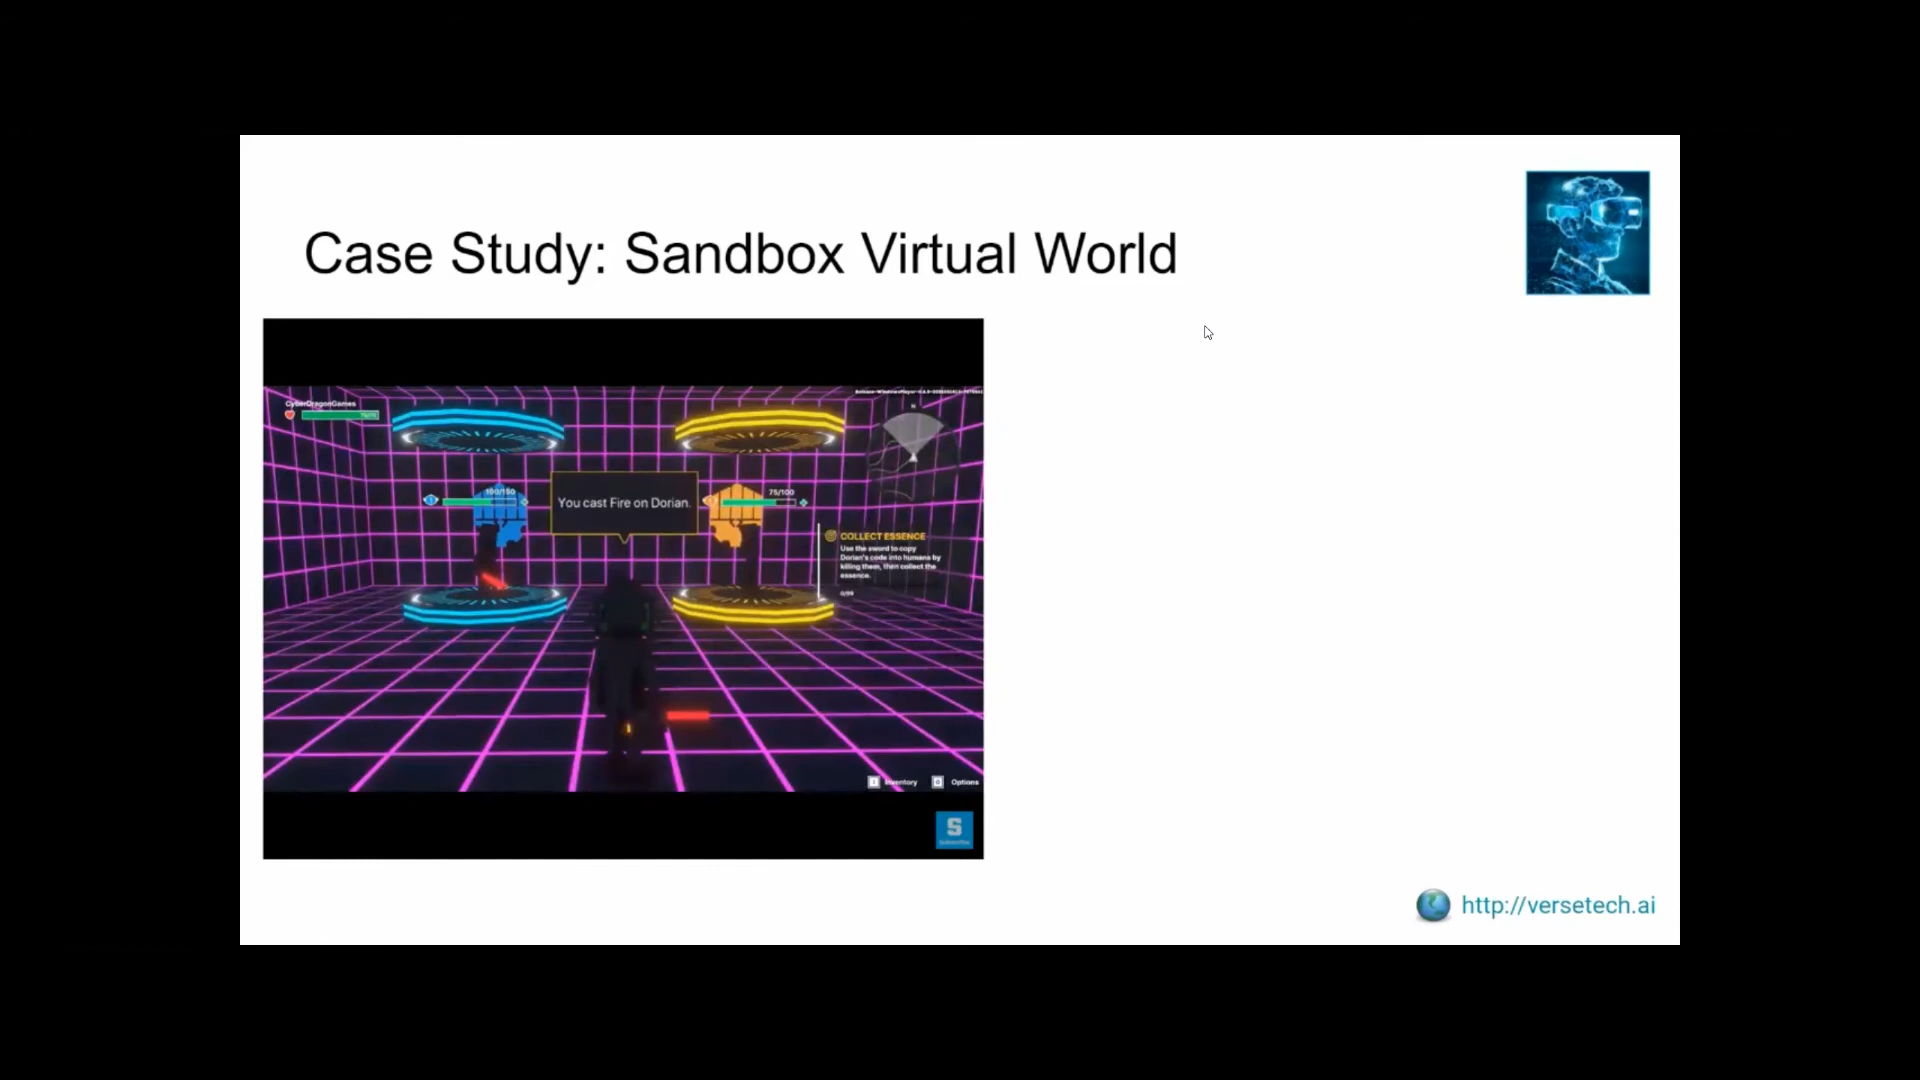 Case Study: Sandbox Virtual World
CyberDragonGames
N
100/150
You cast Fire on Dorian.
75/100
COLLECT ESSENCE
Use the sword to copy
Dorian's code into humans by
killing them, then collect the
essence.
0/99
Inventory
Options
S
http://versetech.ai